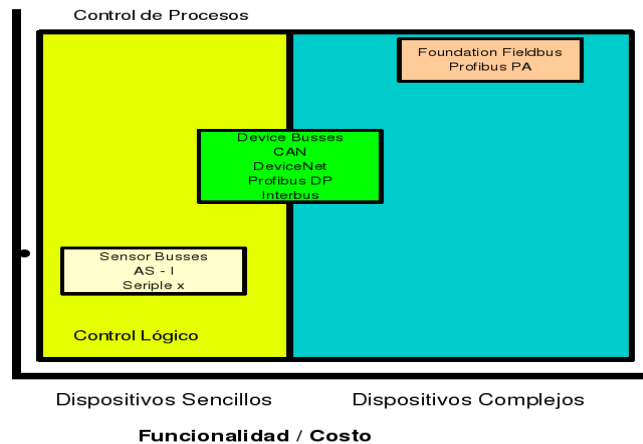 Control de Procesos
Foundation Fieldbus
Profibus PA
Device Busses
CAN
DeviceNet
Profibus DP
Interbus
Sensor Busses
AS - I
Seriple x
Control Lógico
Dispositivos Sencillos
Dispositivos Complejos
Funcionalidad / Costo